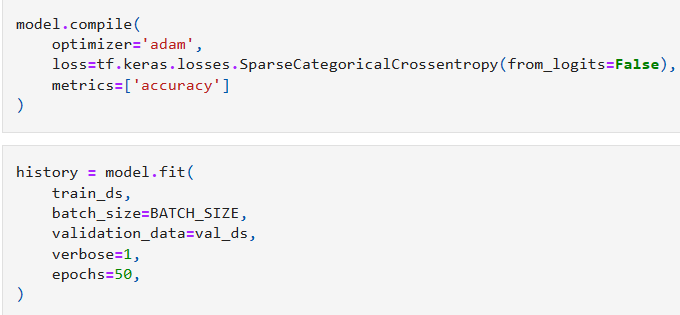 model.compile(
    optimizer='adam',
    loss=tf.keras.losses.SparseCategoricalCrossentropy(from_logits=False),
    metrics=['accuracy']
)
history = model.fit(
    train_ds,
    batch_size=BATCH_SIZE,
    validation_data=val_ds,
    verbose=1,
    epochs=50,
)